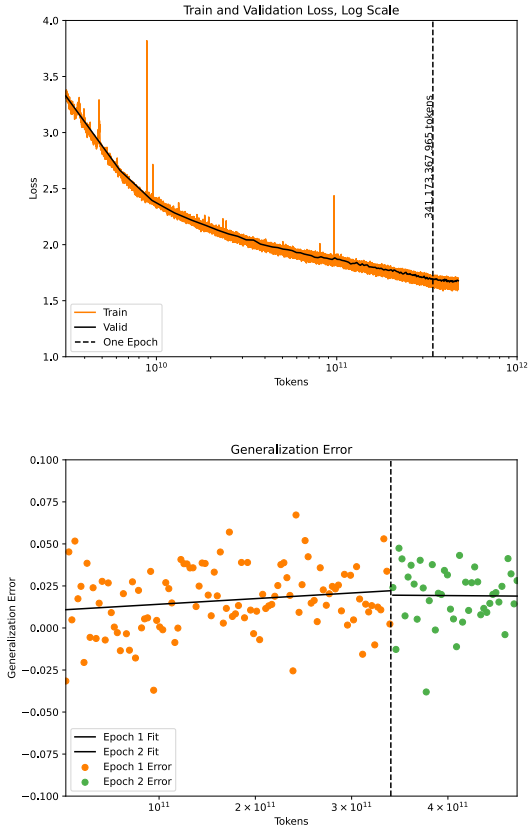 Train and Validation Loss, Log Scale
4.0
3.5
3.0
2.5
2.0
1.5
1.0
Loss
341,173,367,965 tokens
Train
Valid
One Epoch
10^10
10^11
10^12
Tokens
Generalization Error
0.100
0.075
0.050
0.025
0.000
−0.025
−0.050
−0.075
−0.100
Generalization Error
Epoch 1 Fit
Epoch 2 Fit
Epoch 1 Error
Epoch 2 Error
10^11
2 × 10^11
3 × 10^11
4 × 10^11
Tokens